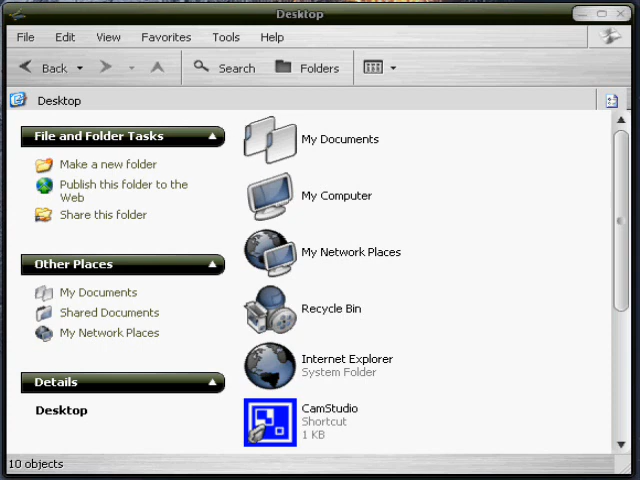 Desktop
File Edit View Favorites Tools Help
Back Search Folders
Desktop
File and Folder Tasks
Make a new folder
Publish this folder to the
Web
Share this folder
Other Places
My Documents
Shared Documents
My Network Places
Details
Desktop
My Documents
My Computer
My Network Places
Recycle Bin
Internet Explorer
System Folder
CamStudio
Shortcut
1 KB
10 objects